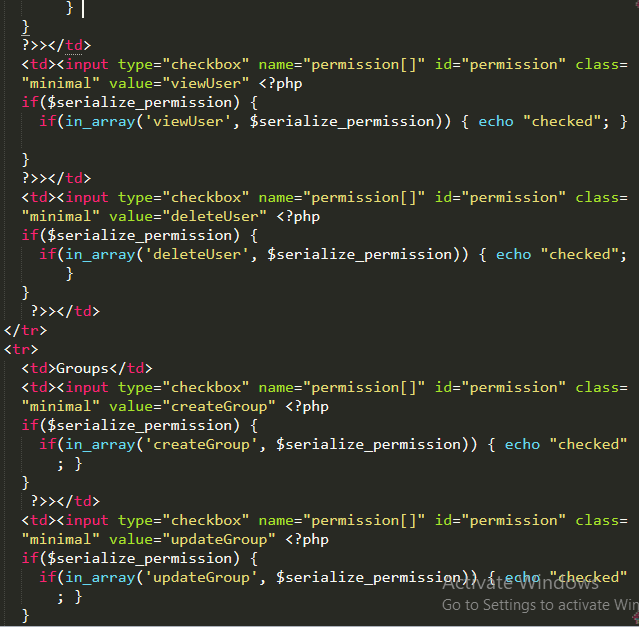 }
}
?>></td>
<td><input type="checkbox" name="permission[]" id="permission" class=
"minimal" value="viewUser" <?php
if($serialize_permission) {
if(in_array('viewUser', $serialize_permission)) { echo "checked"; }
}
?>></td>
<td><input type="checkbox" name="permission[]" id="permission" class=
"minimal" value="deleteUser" <?php
if($serialize_permission) {
if(in_array('deleteUser', $serialize_permission)) { echo "checked";
}
}
?>></td>
</tr>
<tr>
<td>Groups</td>
<td><input type="checkbox" name="permission[]" id="permission" class=
"minimal" value="createGroup" <?php
if($serialize_permission) {
if(in_array('createGroup', $serialize_permission)) { echo "checked"
; }
}
?>></td>
<td><input type="checkbox" name="permission[]" id="permission" class=
"minimal" value="updateGroup" <?php
if($serialize_permission) {
if(in_array('updateGroup', $serialize_permission)) { echo "checked"
; }
}
Activate Windows
Go to Settings to activate Win